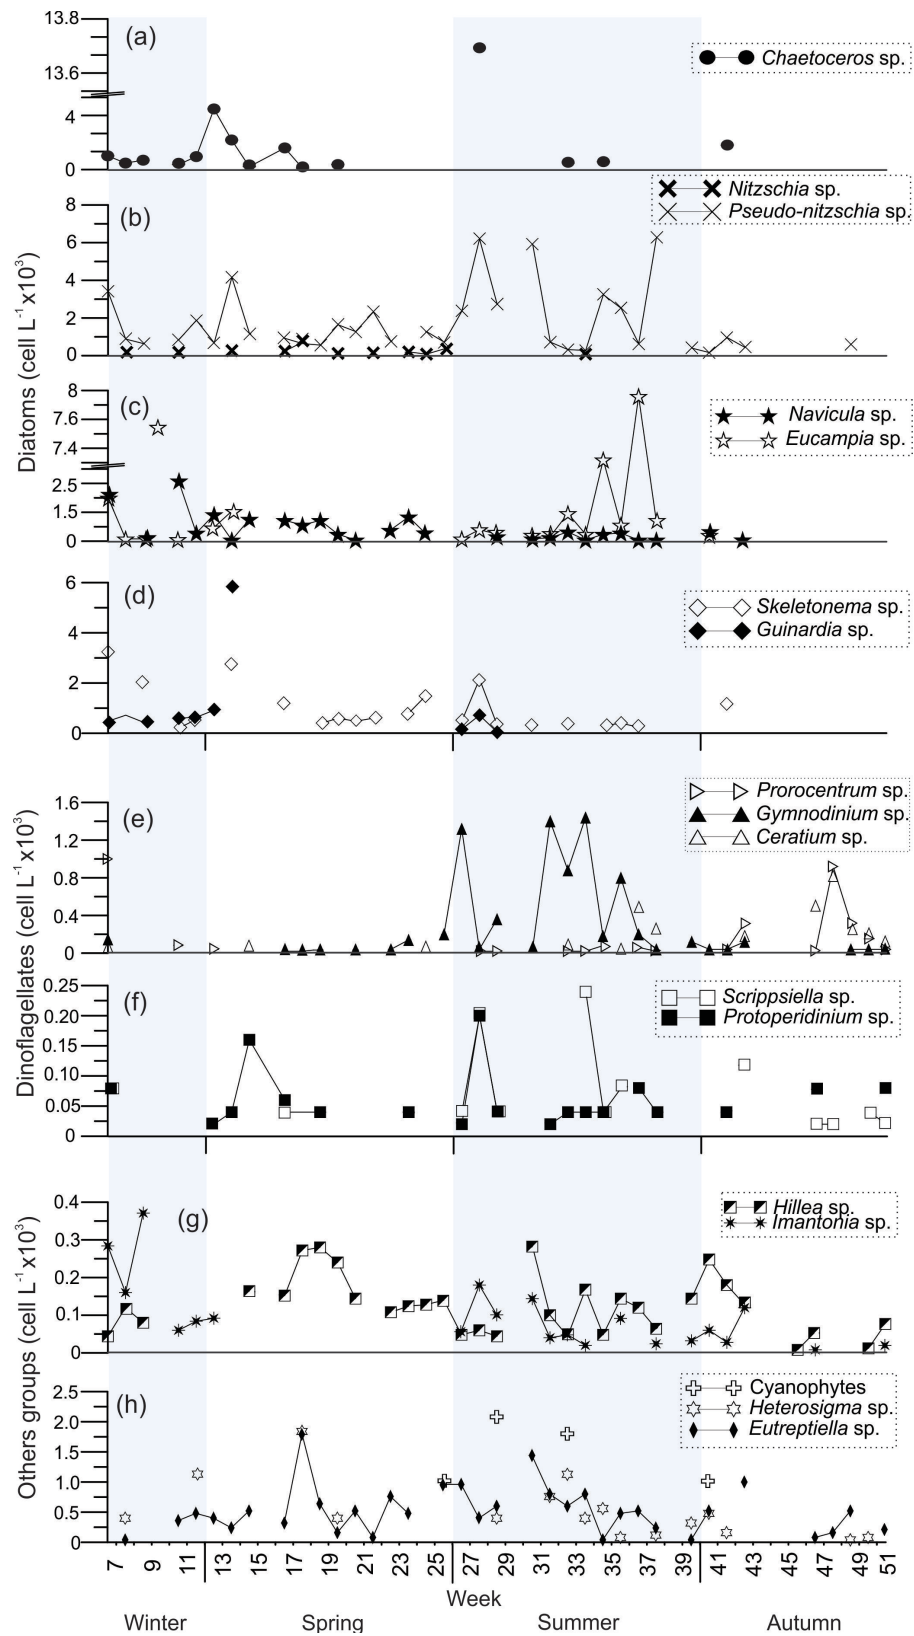 (a)
13.8
13.6
4
0
Chaetoceros sp.
(b)
8
6
4
2
0
Nitzschia sp.
Pseudo-nitzschia sp.
Diatoms (cell L⁻¹ x10³)
(c)
8
7.6
7.4
2.5
1.5
0
Navicula sp.
Eucampia sp.
(d)
6
4
2
0
Skeletonema sp.
Guinardia sp.
(e)
1.6
1.2
0.8
0.4
0
Prorocentrum sp.
Gymnodinium sp.
Ceratium sp.
Dinoflagellates (cell L⁻¹ x10³)
(f)
0.25
0.20
0.15
0.10
0.05
0
Scrippsiella sp.
Protoperidinium sp.
(g)
0.4
0.3
0.2
0.1
0
Hillea sp.
Imantonia sp.
Others groups (cell L⁻¹ x10³)
(h)
2.5
2.0
1.5
1.0
0.5
0
Cyanophytes
Heterosigma sp.
Eutreptiella sp.
7 9 11 13 15 17 19 21 23 25 27 29 31 33 35 37 39 41 43 45 47 49 51
Week
Winter Spring Summer Autumn